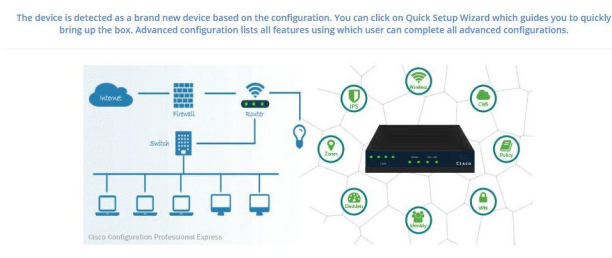 The device is detected as a brand new device based on the configuration. You can click on Quick Setup Wizard which guides you to quickly
bring up the box. Advanced configuration lists all features using which user can complete all advanced configurations.
Internet
Firewall
Router
Switch
Cisco Configuration Professional Express
Wireless
IPS
CWS
Zones
Policy
Cisco
VPN
Identity